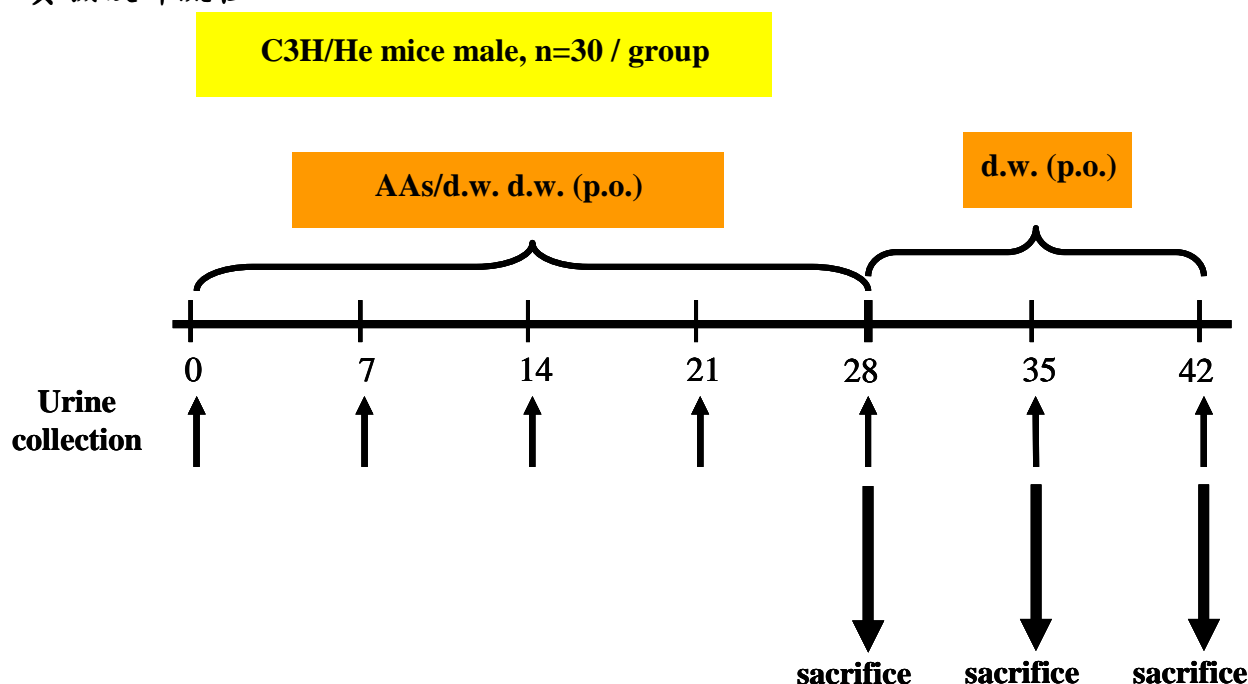 C3H/He mice male, n=30 / group
AAs/d.w. d.w. (p.o.)
d.w. (p.o.)
0 7 14 21 28 35 42
Urine
collection
sacrifice sacrifice sacrifice